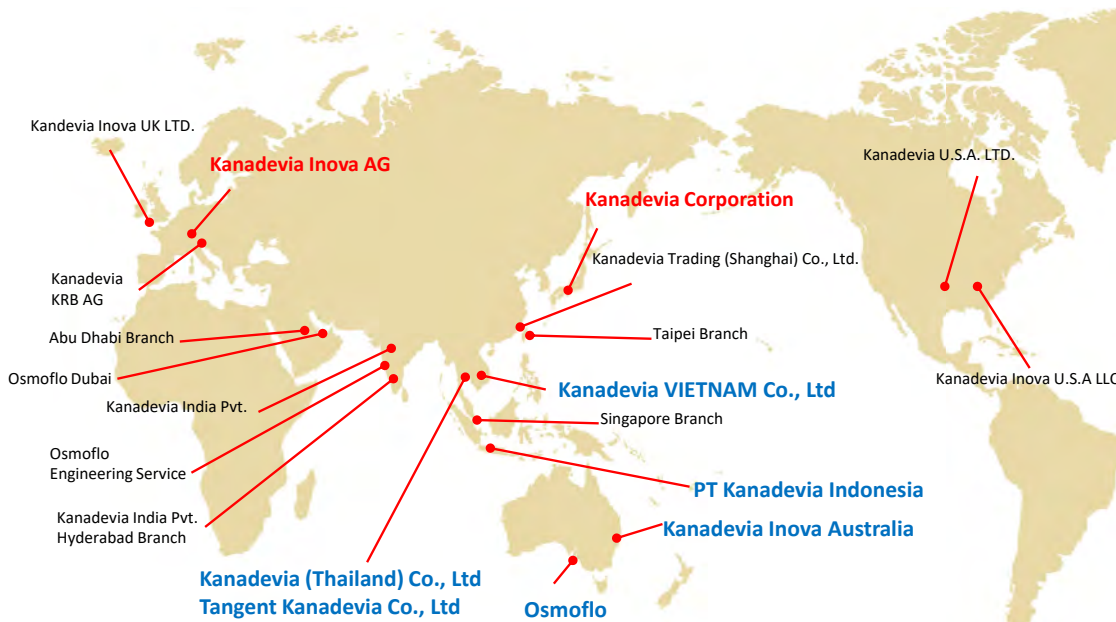 Kandevia Inova UK LTD.
Kanadevia Inova AG
Kanadevia U.S.A. LTD.
Kanadevia Corporation
Kanadevia Trading (Shanghai) Co., Ltd.
Kanadevia
KRB AG
Abu Dhabi Branch
Taipei Branch
Osmoflo Dubai
Kanadevia Inova U.S.A LLC
Kanadevia VIETNAM Co., Ltd
Kanadevia India Pvt.
Singapore Branch
Osmoflo
Engineering Service
PT Kanadevia Indonesia
Kanadevia India Pvt.
Hyderabad Branch
Kanadevia Inova Australia
Kanadevia (Thailand) Co., Ltd
Tangent Kanadevia Co., Ltd
Osmoflo